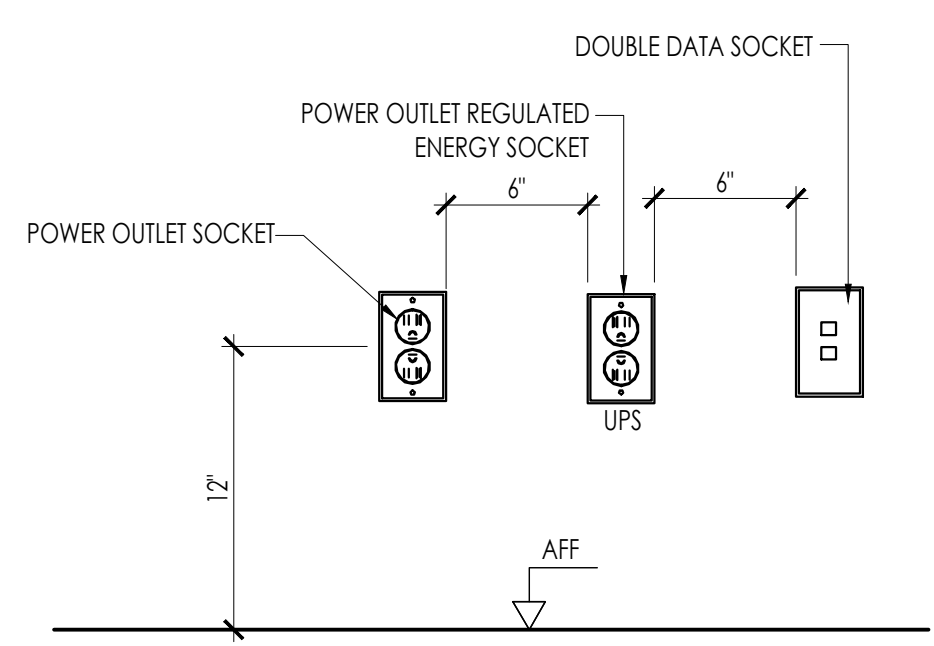 DOUBLE DATA SOCKET
POWER OUTLET REGULATED
ENERGY SOCKET
6"
6"
POWER OUTLET SOCKET
UPS
12"
AFF